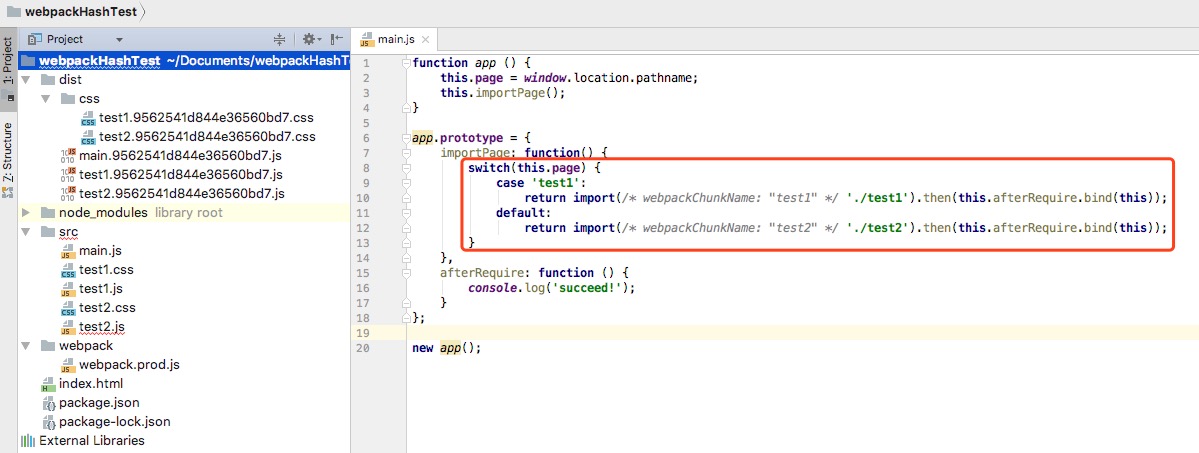 webpackHashTest
1: Project
7: Structure
Project
webpackHashTest ~/Documents/webpackHashT
dist
css
test1.9562541d844e36560bd7.css
test2.9562541d844e36560bd7.css
main.9562541d844e36560bd7.js
test1.9562541d844e36560bd7.js
test2.9562541d844e36560bd7.js
node_modules library root
src
main.js
test1.css
test1.js
test2.css
test2.js
webpack
webpack.prod.js
index.html
package.json
package-lock.json
External Libraries
main.js
1 function app () {
2 this.page = window.location.pathname;
3 this.importPage();
4 }
5
6 app.prototype = {
7 importPage: function() {
8 switch(this.page) {
9 case 'test1':
10 return import(/* webpackChunkName: "test1" */ './test1').then(this.afterRequire.bind(this));
11 default:
12 return import(/* webpackChunkName: "test2" */ './test2').then(this.afterRequire.bind(this));
13 }
14 },
15 afterRequire: function () {
16 console.log('succeed!');
17 }
18 };
19
20 new app();